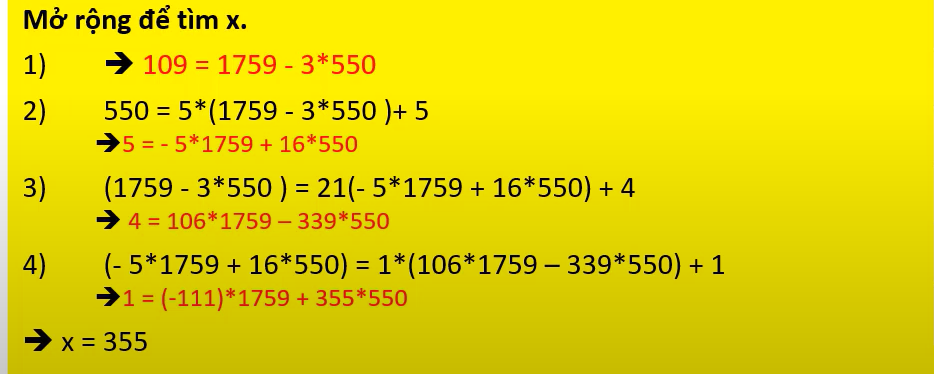 Mở rộng để tìm x.
1) ➔ 109 = 1759 - 3*550
2) 550 = 5*(1759 - 3*550 )+ 5
➔5 = - 5*1759 + 16*550
3) (1759 - 3*550 ) = 21(- 5*1759 + 16*550) + 4
➔ 4 = 106*1759 – 339*550
4) (- 5*1759 + 16*550) = 1*(106*1759 – 339*550) + 1
➔1 = (-111)*1759 + 355*550
➔ x = 355